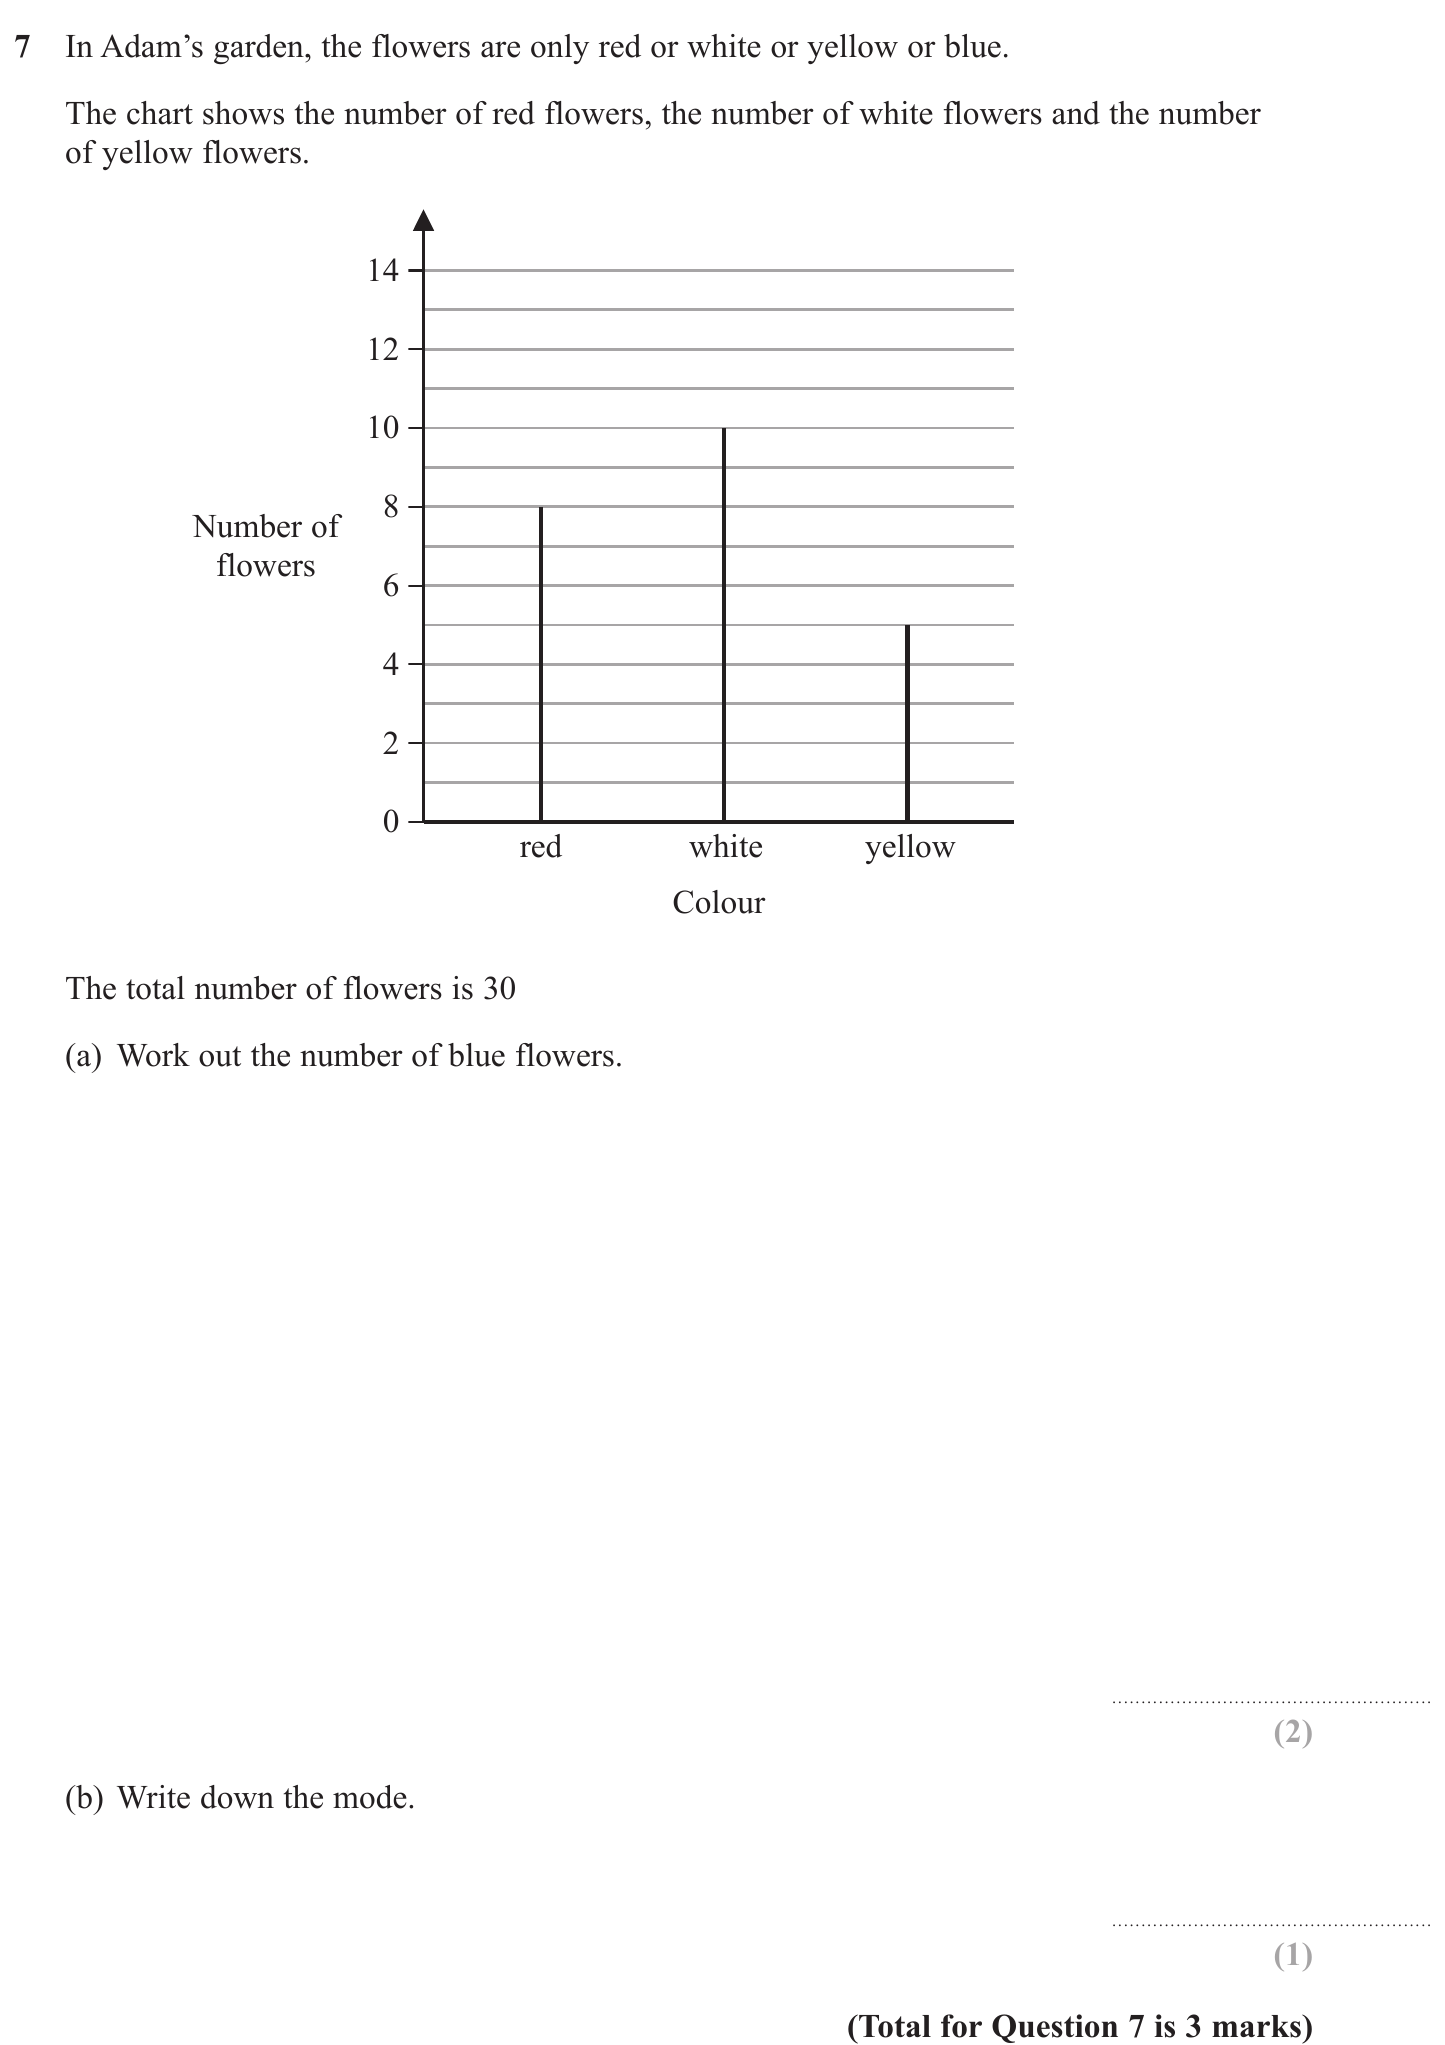 7 In Adam’s garden, the flowers are only red or white or yellow or blue.
The chart shows the number of red flowers, the number of white flowers and the number
of yellow flowers.
14
12
10
8
6
4
2
0
Number of
flowers
red white yellow
Colour
The total number of flowers is 30
(a) Work out the number of blue flowers.
(2)
(b) Write down the mode.
(1)
(Total for Question 7 is 3 marks)